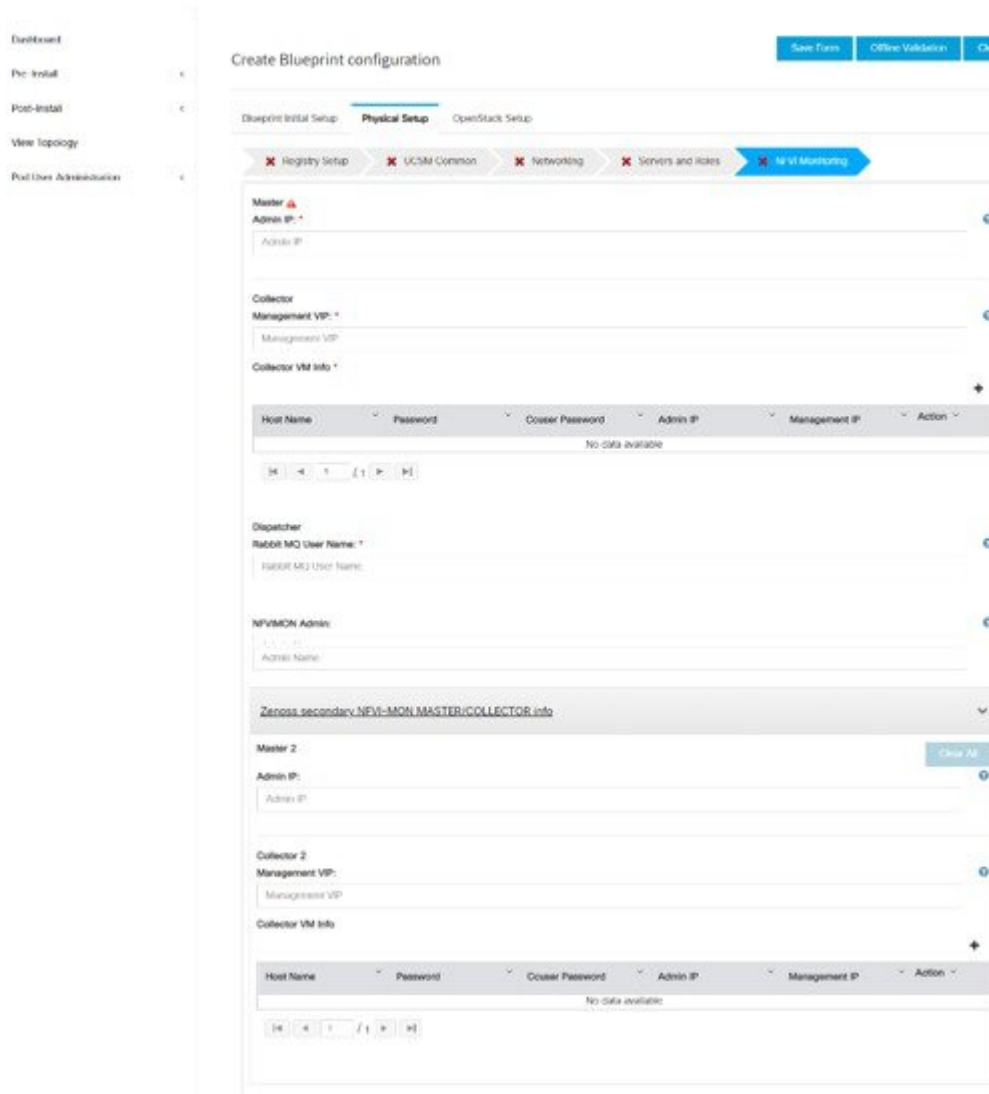 Dashboard
Pre-Install
Post-Install
View Topology
Pod User Administration
Create Blueprint configuration
Save Form
Offline Validation
Blueprint Initial Setup
Physical Setup
OpenStack Setup
Registry Setup
UCSM Common
Networking
Servers and Roles
NFVI Monitoring
Master
Admin IP: *
Admin IP
Collector
Management VIP: *
Management VIP
Collector VM Info *
Host Name Password Ccuser Password Admin IP Management IP Action
No data available
1 / 1
Dispatcher
Rabbit MQ User Name: *
Rabbit MQ User Name
NFVIMON Admin:
Admin Name
Zenoss secondary NFVI-MON MASTER/COLLECTOR info
Master 2
Clear All
Admin IP:
Admin IP
Collector 2
Management VIP:
Management VIP
Collector VM Info
Host Name Password Ccuser Password Admin IP Management IP Action
No data available
1 / 1